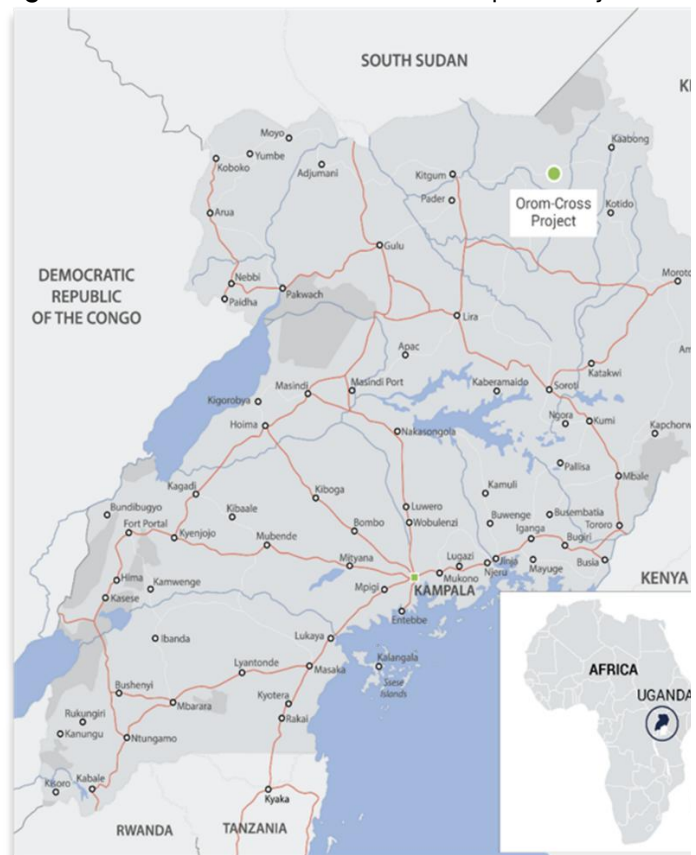 SOUTH SUDAN
Moyo
Yumbe
Koboko
Adjumani
Kitgum
Kaabong
Pader
Orom-Cross
Project
Kotido
Arua
Gulu
DEMOCRATIC
REPUBLIC
OF THE CONGO
Nebbi
Paidha
Pakwach
Moroto
Lira
Apac
Katakwi
Masindi
Masindi Port
Kaberamaido
Soroti
Kigorobya
Hoima
Nakasongola
Ngora
Kumi
Kapchorw
Pallisa
Mbale
Kagadi
Kiboga
Kamuli
Bundibugyo
Kibaale
Luwero
Buwenge
Busembatia
Tororo
Fort Portal
Kyenjojo
Mubende
Bombo
Wobulenzi
Iganga
Bugiri
Mityana
Lugazi
Jinja
Busia
Hima
Kamwenge
Mpigi
KAMPALA
Mukono
Njeru
Mayuge
KENYA
Kasese
Entebbe
Ibanda
Lukaya
Lyantonde
Masaka
Kalangala
Ssese
Islands
AFRICA
UGANDA
Bushenyi
Mbarara
Kyotera
Rakai
Rukungiri
Kanungu
Ntungamo
Kisoro
Kabale
Kyaka
RWANDA
TANZANIA